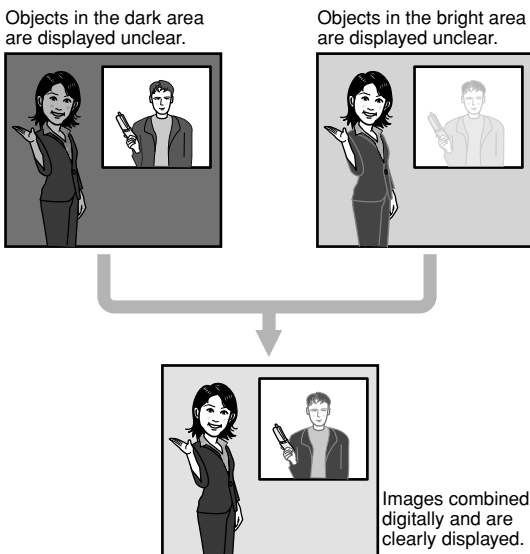 Objects in the dark area
are displayed unclear.
Objects in the bright area
are displayed unclear.
Images combined
digitally and are
clearly displayed.